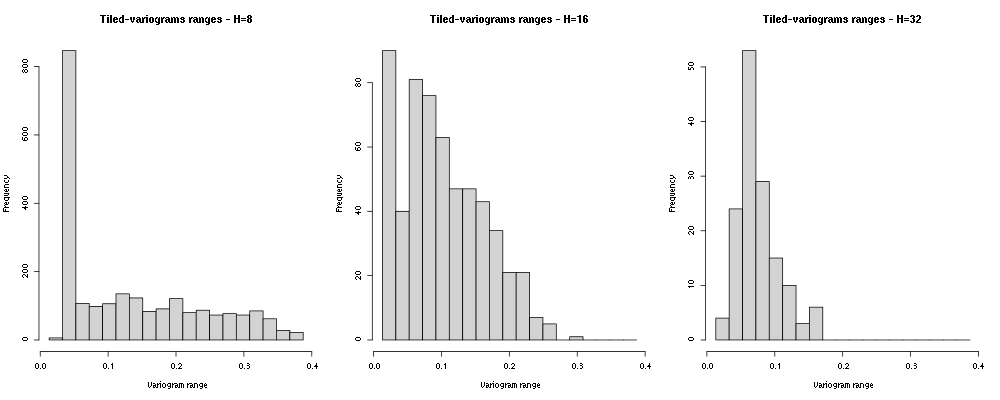 Tiled-variograms ranges - H=8
Frequency
800
600
400
200
0
0.0 0.1 0.2 0.3 0.4
Variogram range
Tiled-variograms ranges - H=16
Frequency
80
60
40
20
0
0.0 0.1 0.2 0.3 0.4
Variogram range
Tiled-variograms ranges - H=32
Frequency
50
40
30
20
10
0
0.0 0.1 0.2 0.3 0.4
Variogram range